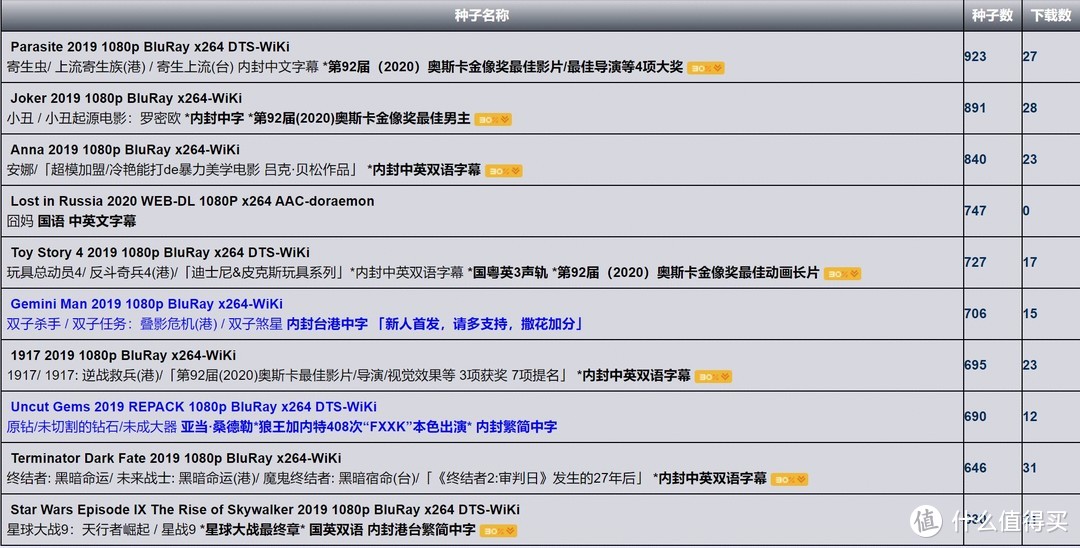 种子名称 种子数 下载数
Parasite 2019 1080p BluRay x264 DTS-WiKi
寄生虫/ 上流寄生族(港) / 寄生上流(台) 内封中文字幕 *第92届（2020）奥斯卡金像奖最佳影片/最佳导演等4项大奖
923 27
Joker 2019 1080p BluRay x264-WiKi
小丑 / 小丑起源电影：罗密欧 *内封中字 *第92届(2020)奥斯卡金像奖最佳男主
891 28
Anna 2019 1080p BluRay x264-WiKi
安娜/「超模加盟/冷艳能打de暴力美学电影 吕克·贝松作品」 *内封中英双语字幕
840 23
Lost in Russia 2020 WEB-DL 1080P x264 AAC-doraemon
囧妈 国语 中英文字幕
747 0
Toy Story 4 2019 1080p BluRay x264 DTS-WiKi
玩具总动员4/ 反斗奇兵4(港)/「迪士尼&皮克斯玩具系列」*内封中英双语字幕 *国粤英3声轨 *第92届（2020）奥斯卡金像奖最佳动画长片
727 17
Gemini Man 2019 1080p BluRay x264-WiKi
双子杀手 / 双子任务：叠影危机(港) / 双子煞星 内封台港中字 「新人首发，请多支持，撒花加分」
706 15
1917 2019 1080p BluRay x264-WiKi
1917/ 1917: 逆战救兵(港)/「第92届(2020)奥斯卡最佳影片/导演/视觉效果等 3项获奖 7项提名」 *内封中英双语字幕
695 23
Uncut Gems 2019 REPACK 1080p BluRay x264 DTS-WiKi
原钻/未切割的钻石/未成大器 亚当·桑德勒*狼王加内特408次“FXXK”本色出演* 内封繁简中字
690 12
Terminator Dark Fate 2019 1080p BluRay x264-WiKi
终结者: 黑暗命运/ 未来战士: 黑暗命运(港)/ 魔鬼终结者: 黑暗宿命(台)/「《终结者2:审判日》发生的27年后」 *内封中英双语字幕
646 31
Star Wars Episode IX The Rise of Skywalker 2019 1080p BluRay x264 DTS-WiKi
星球大战9：天行者崛起 / 星战9 *星球大战最终章* 国英双语 内封港台繁简中字
值 什么值得买